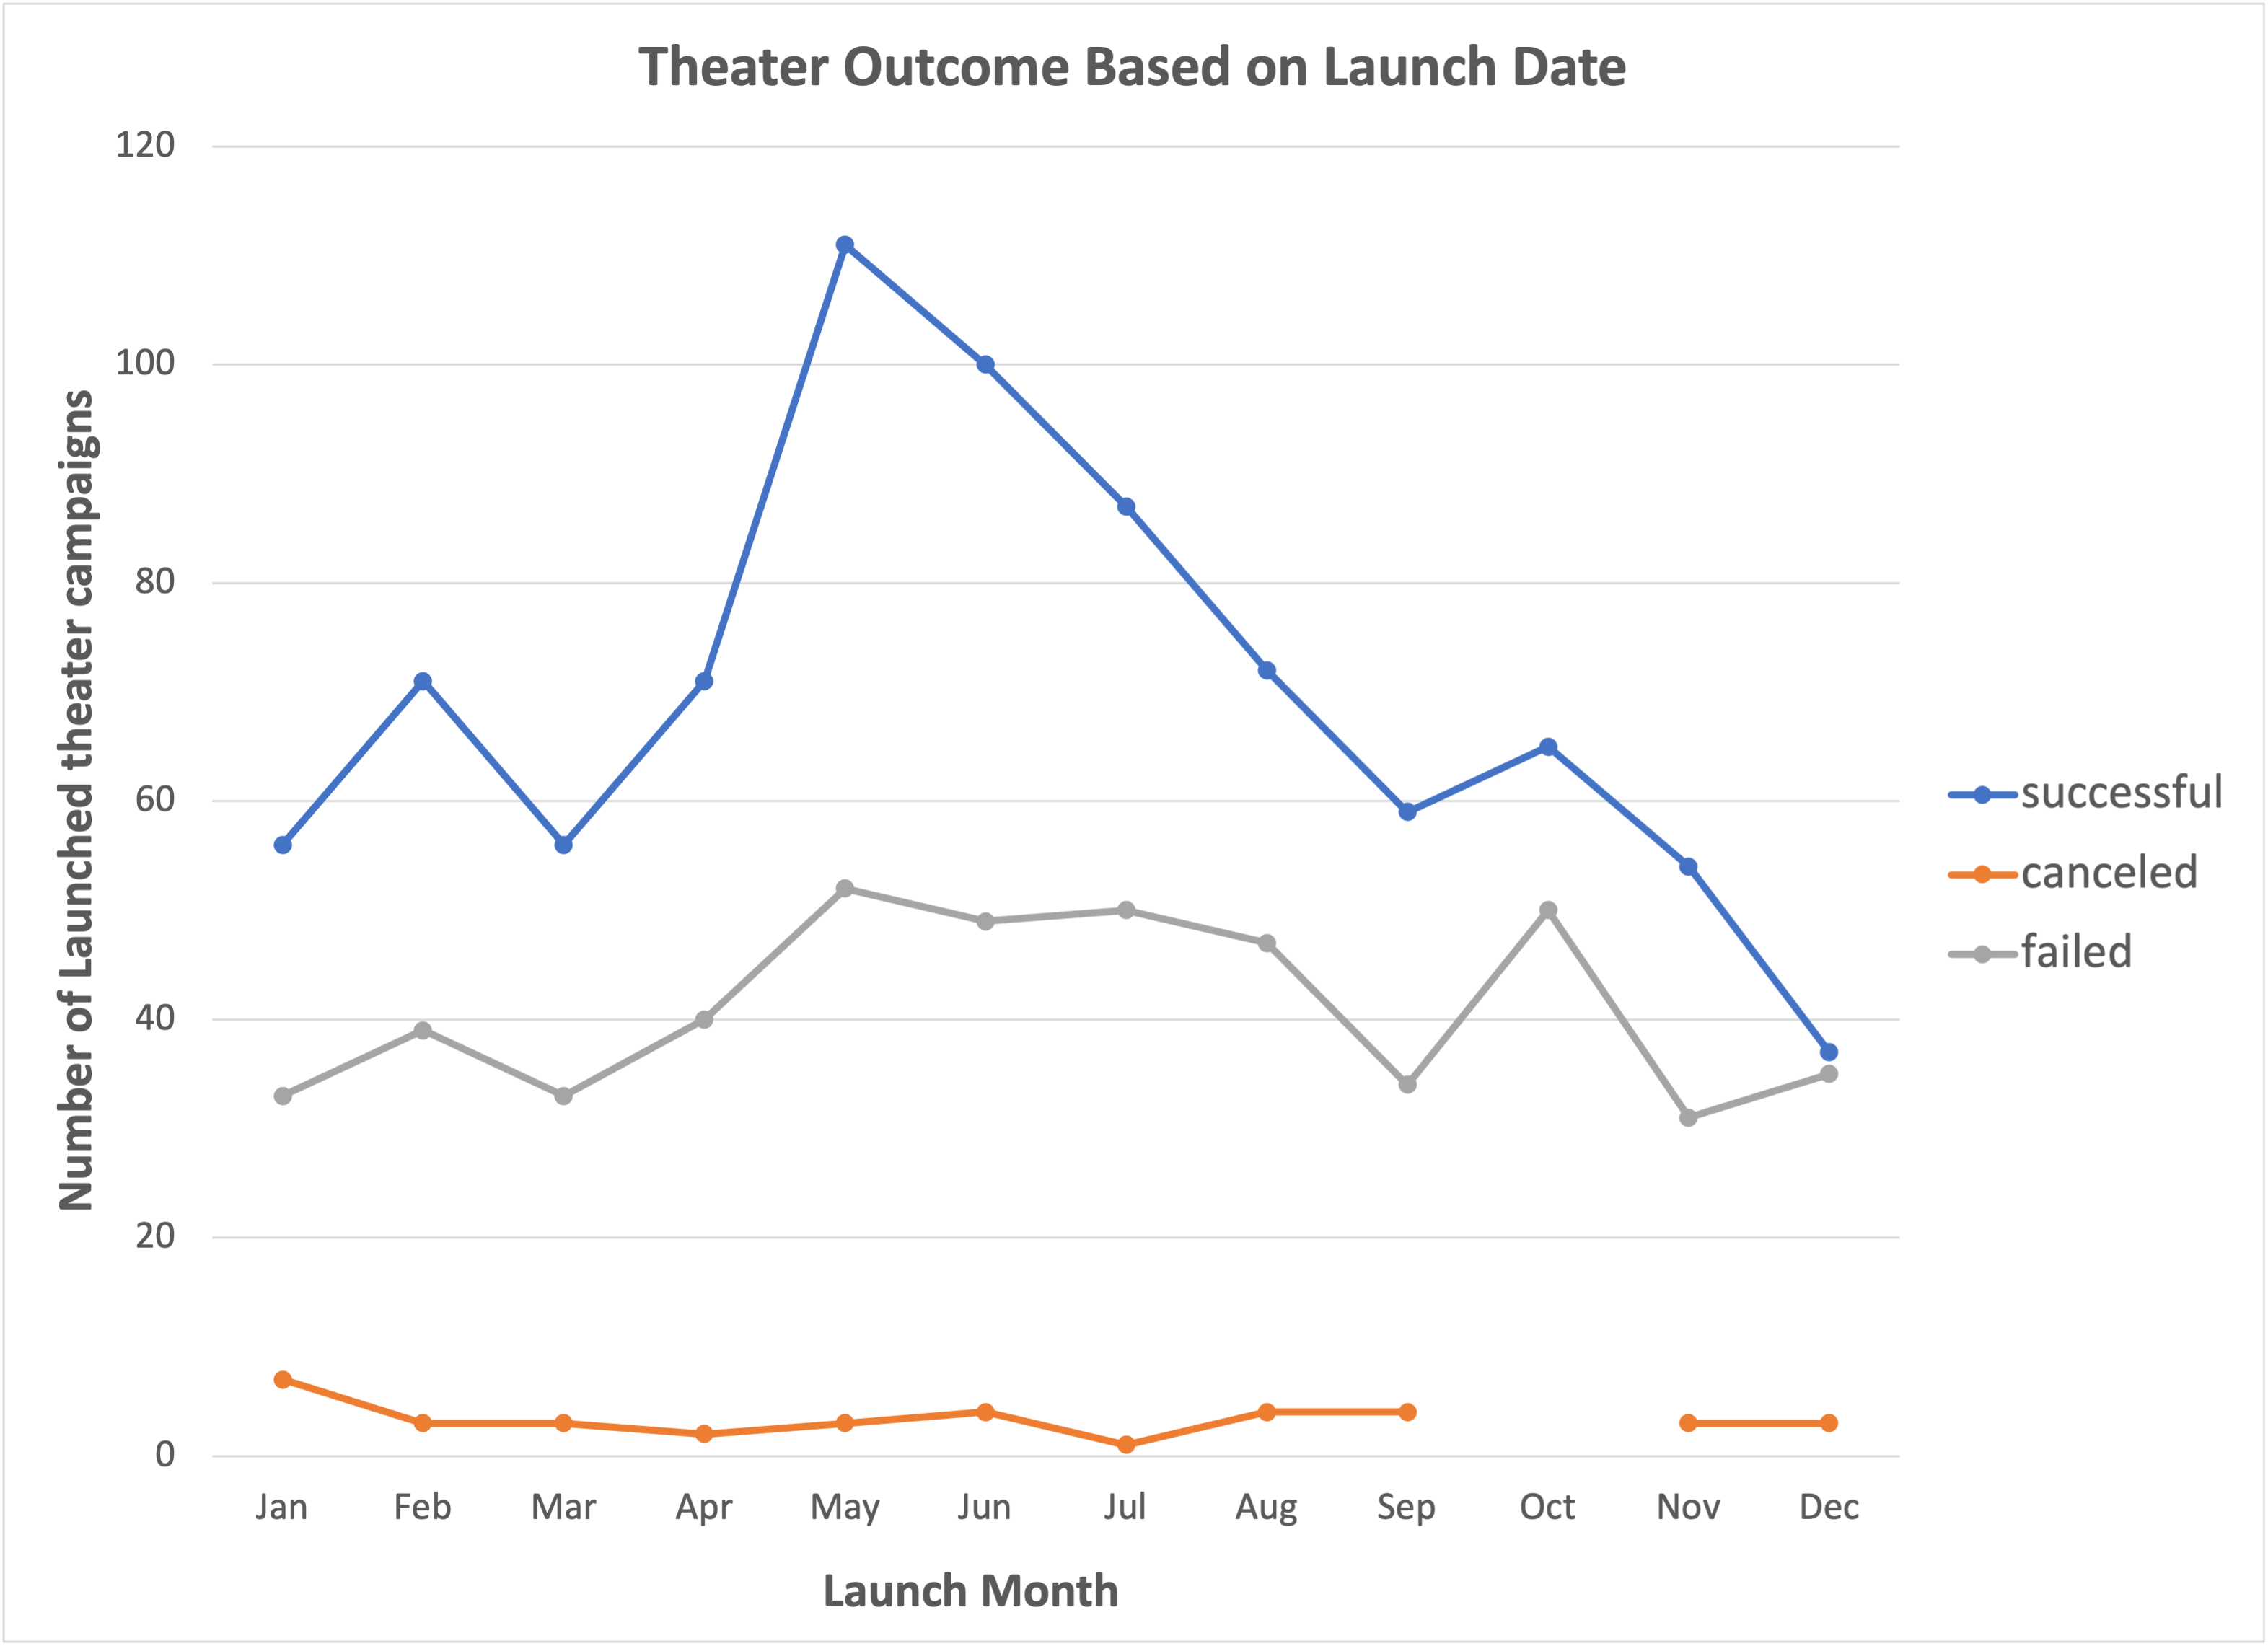 Theater Outcome Based on Launch Date
120
100
80
60
40
20
0
Number of Launched theater campaigns
Jan Feb Mar Apr May Jun Jul Aug Sep Oct Nov Dec
Launch Month
successful
canceled
failed